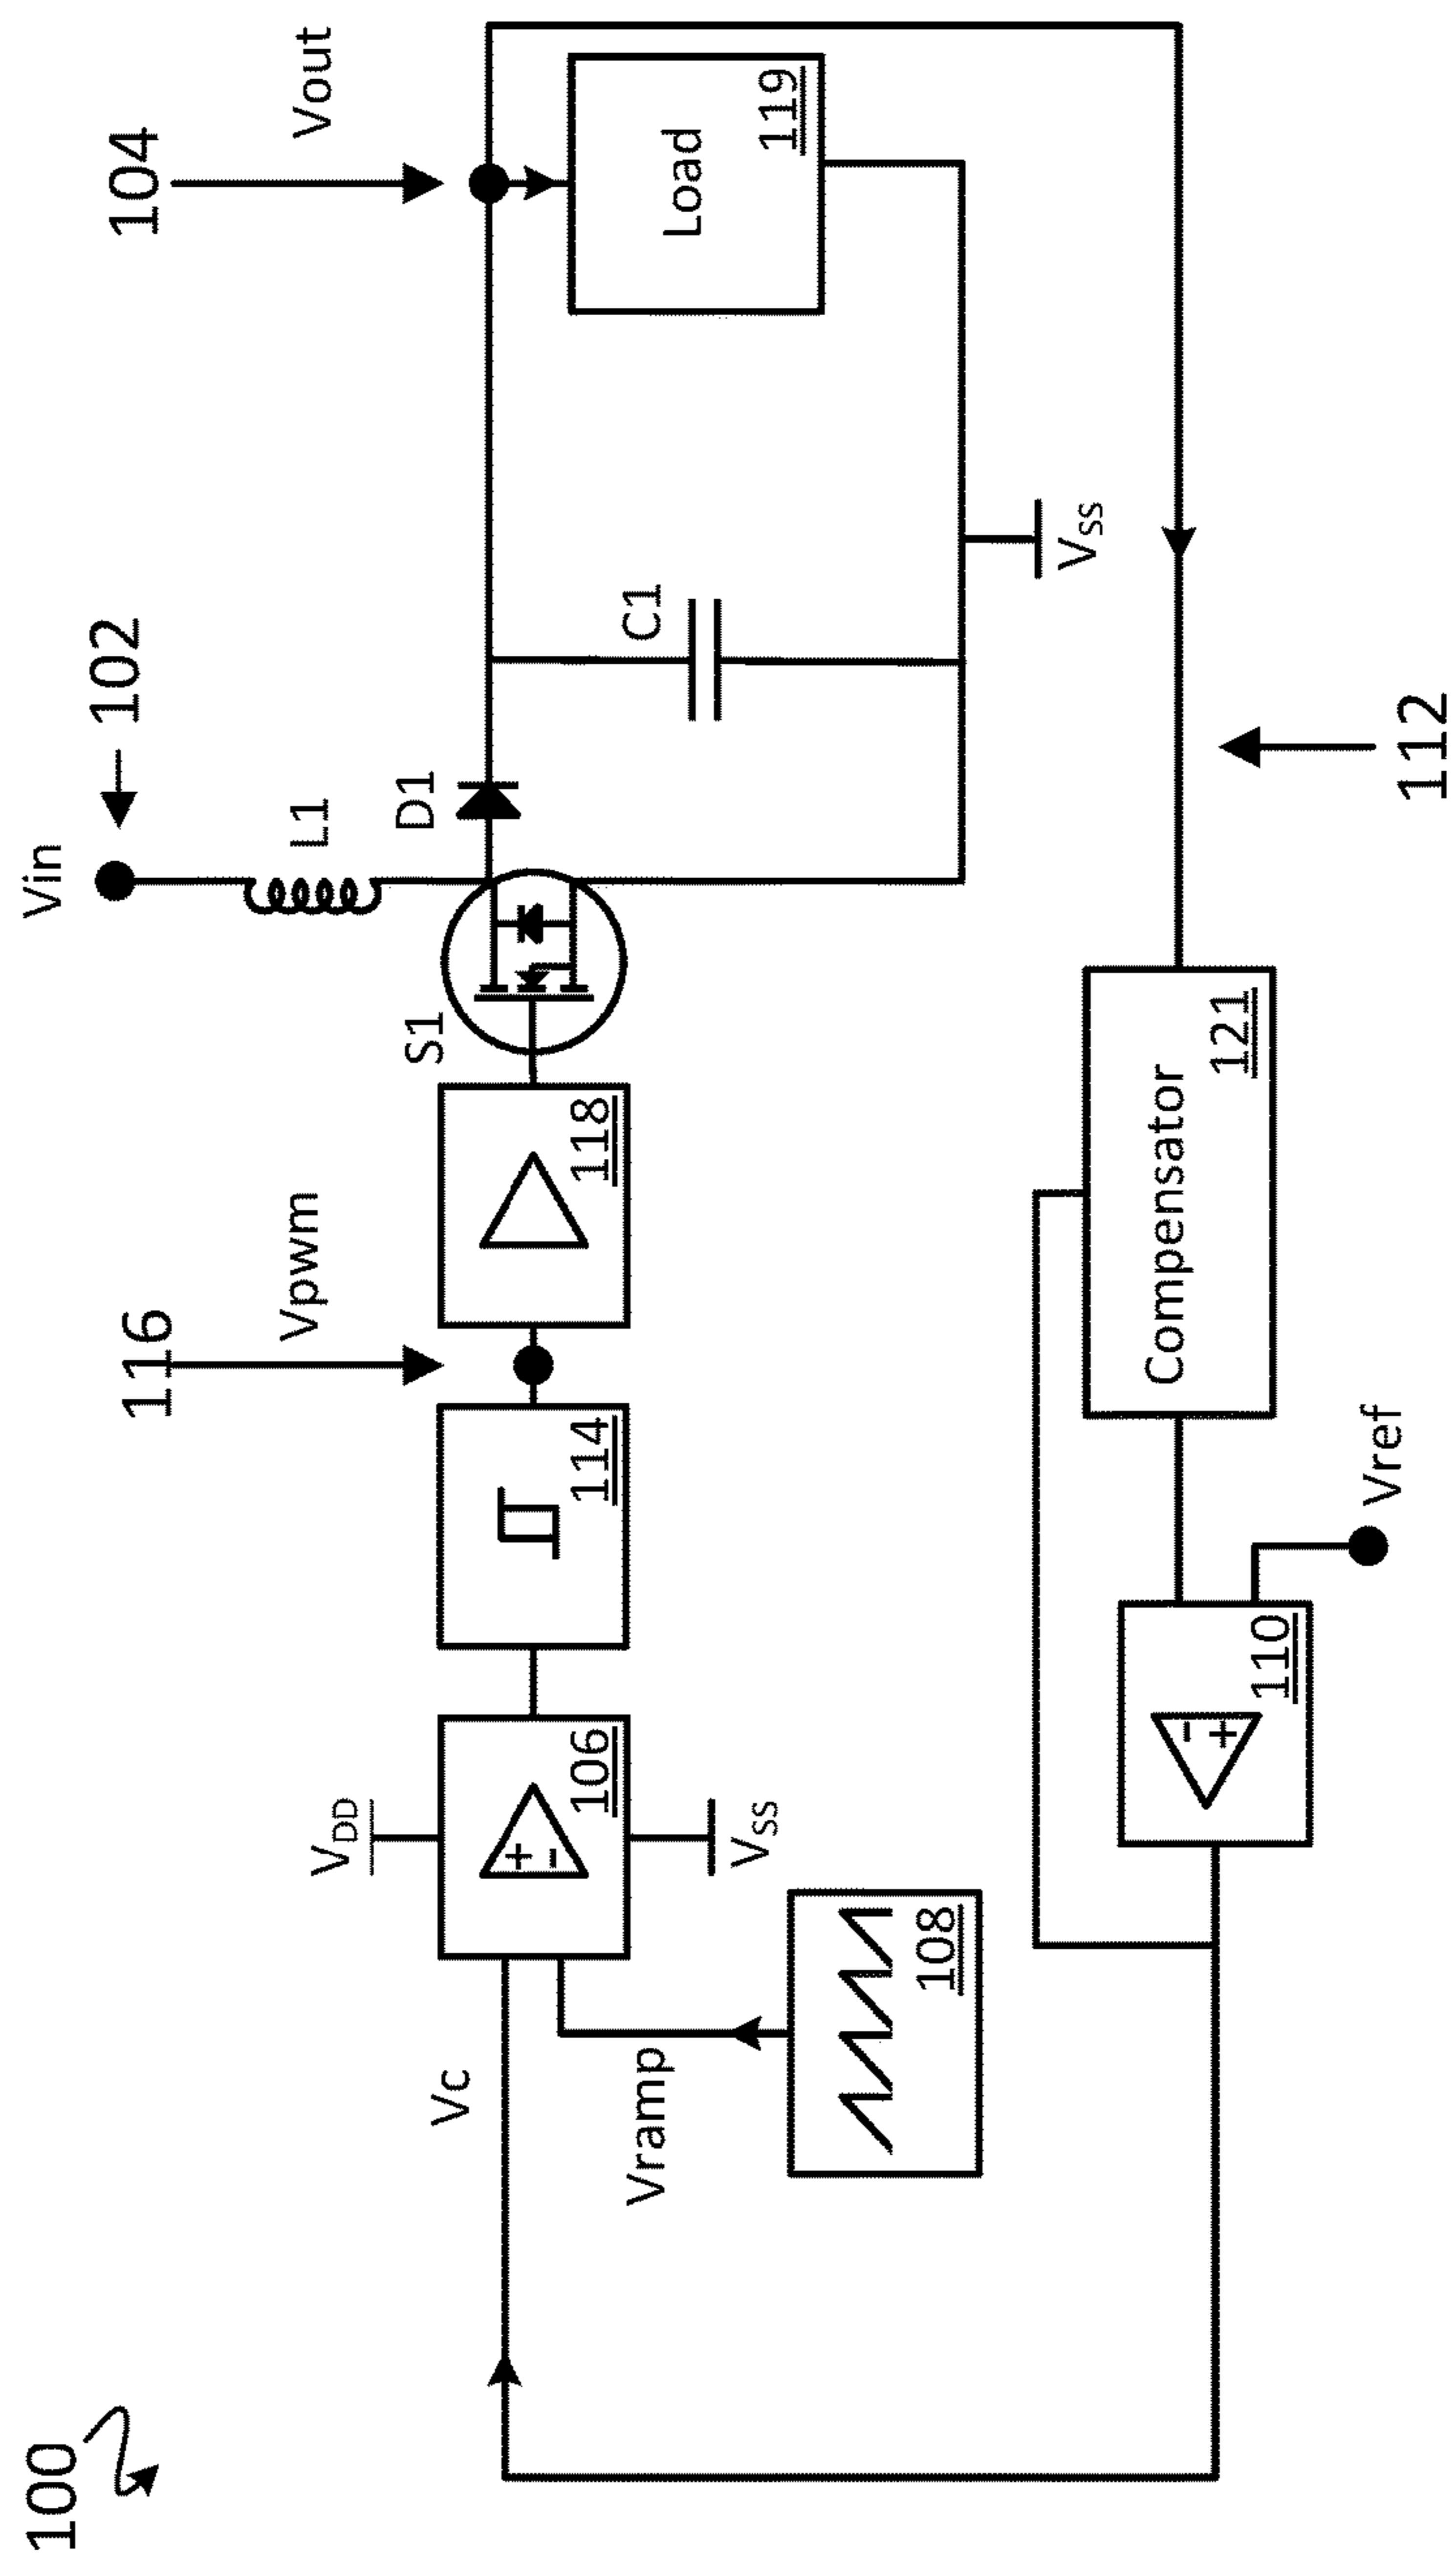 100
Vin
102
L1
104
Vout
116
Vpwm
D1
S1
C1
Load
119
VDD
Vc
+
-
106
114
118
Vramp
VSS
108
VSS
Compensator
121
-
+
110
Vref
112